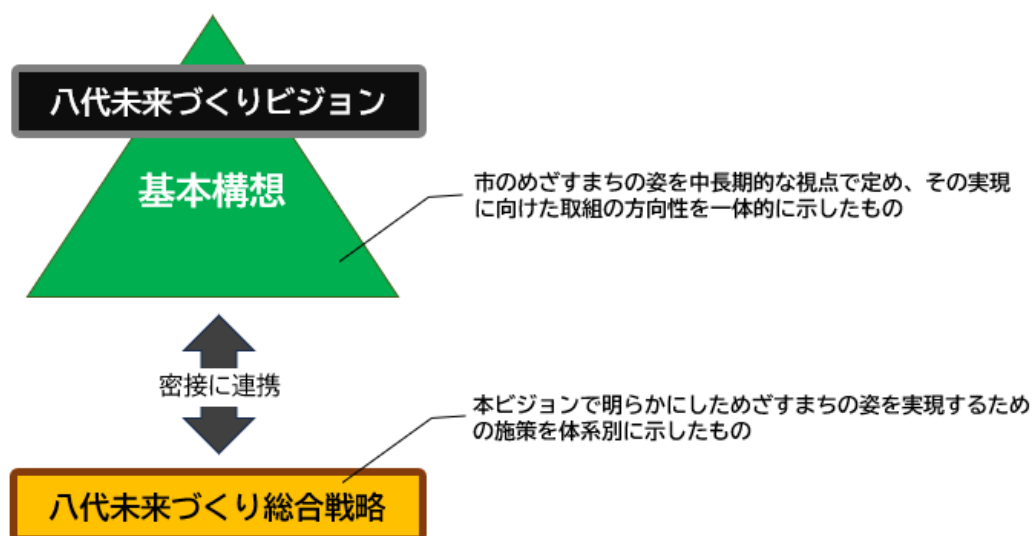 八代未来づくりビジョン
基本構想
市のめざすまちの姿を中長期的な視点で定め、その実現
に向けた取組の方向性を一体的に示したもの
密接に連携
本ビジョンで明らかにしためざすまちの姿を実現するため
の施策を体系別に示したもの
八代未来づくり総合戦略